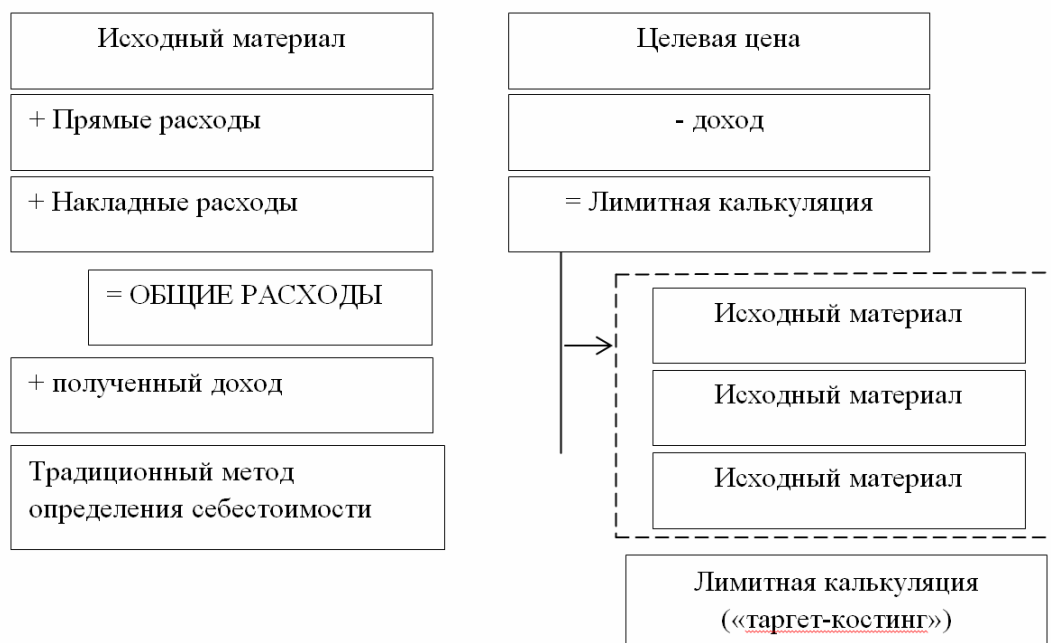 Исходный материал
+ Прямые расходы
+ Накладные расходы
= ОБЩИЕ РАСХОДЫ
+ полученный доход
Традиционный метод
определения себестоимости
Целевая цена
- доход
= Лимитная калькуляция
Исходный материал
Исходный материал
Исходный материал
Лимитная калькуляция
(«таргет-костинг»)